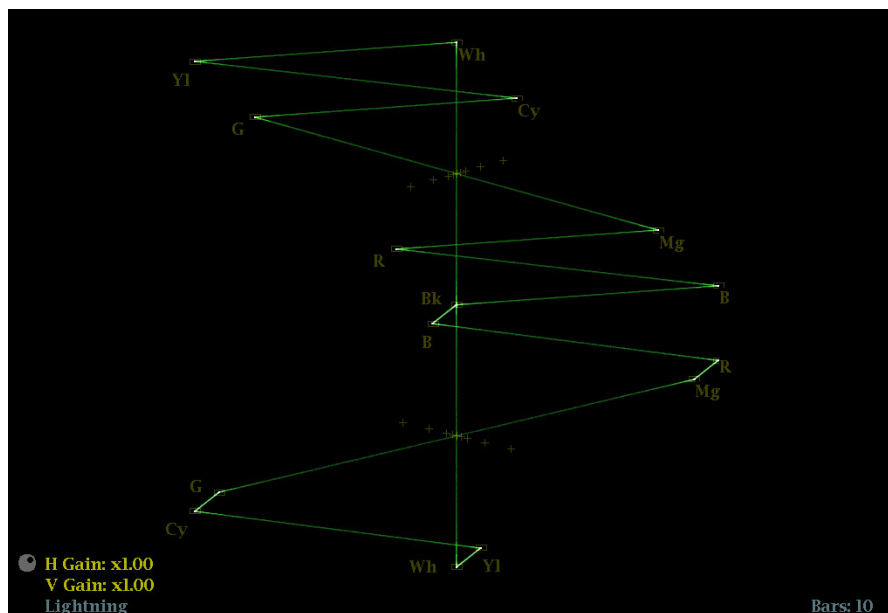 Wh
Yl
Cy
G
Mg
R
B
Bk
B
R
Mg
G
Cy
Wh Yl
H Gain: x1.00
V Gain: x1.00
Lightning Bars: 10